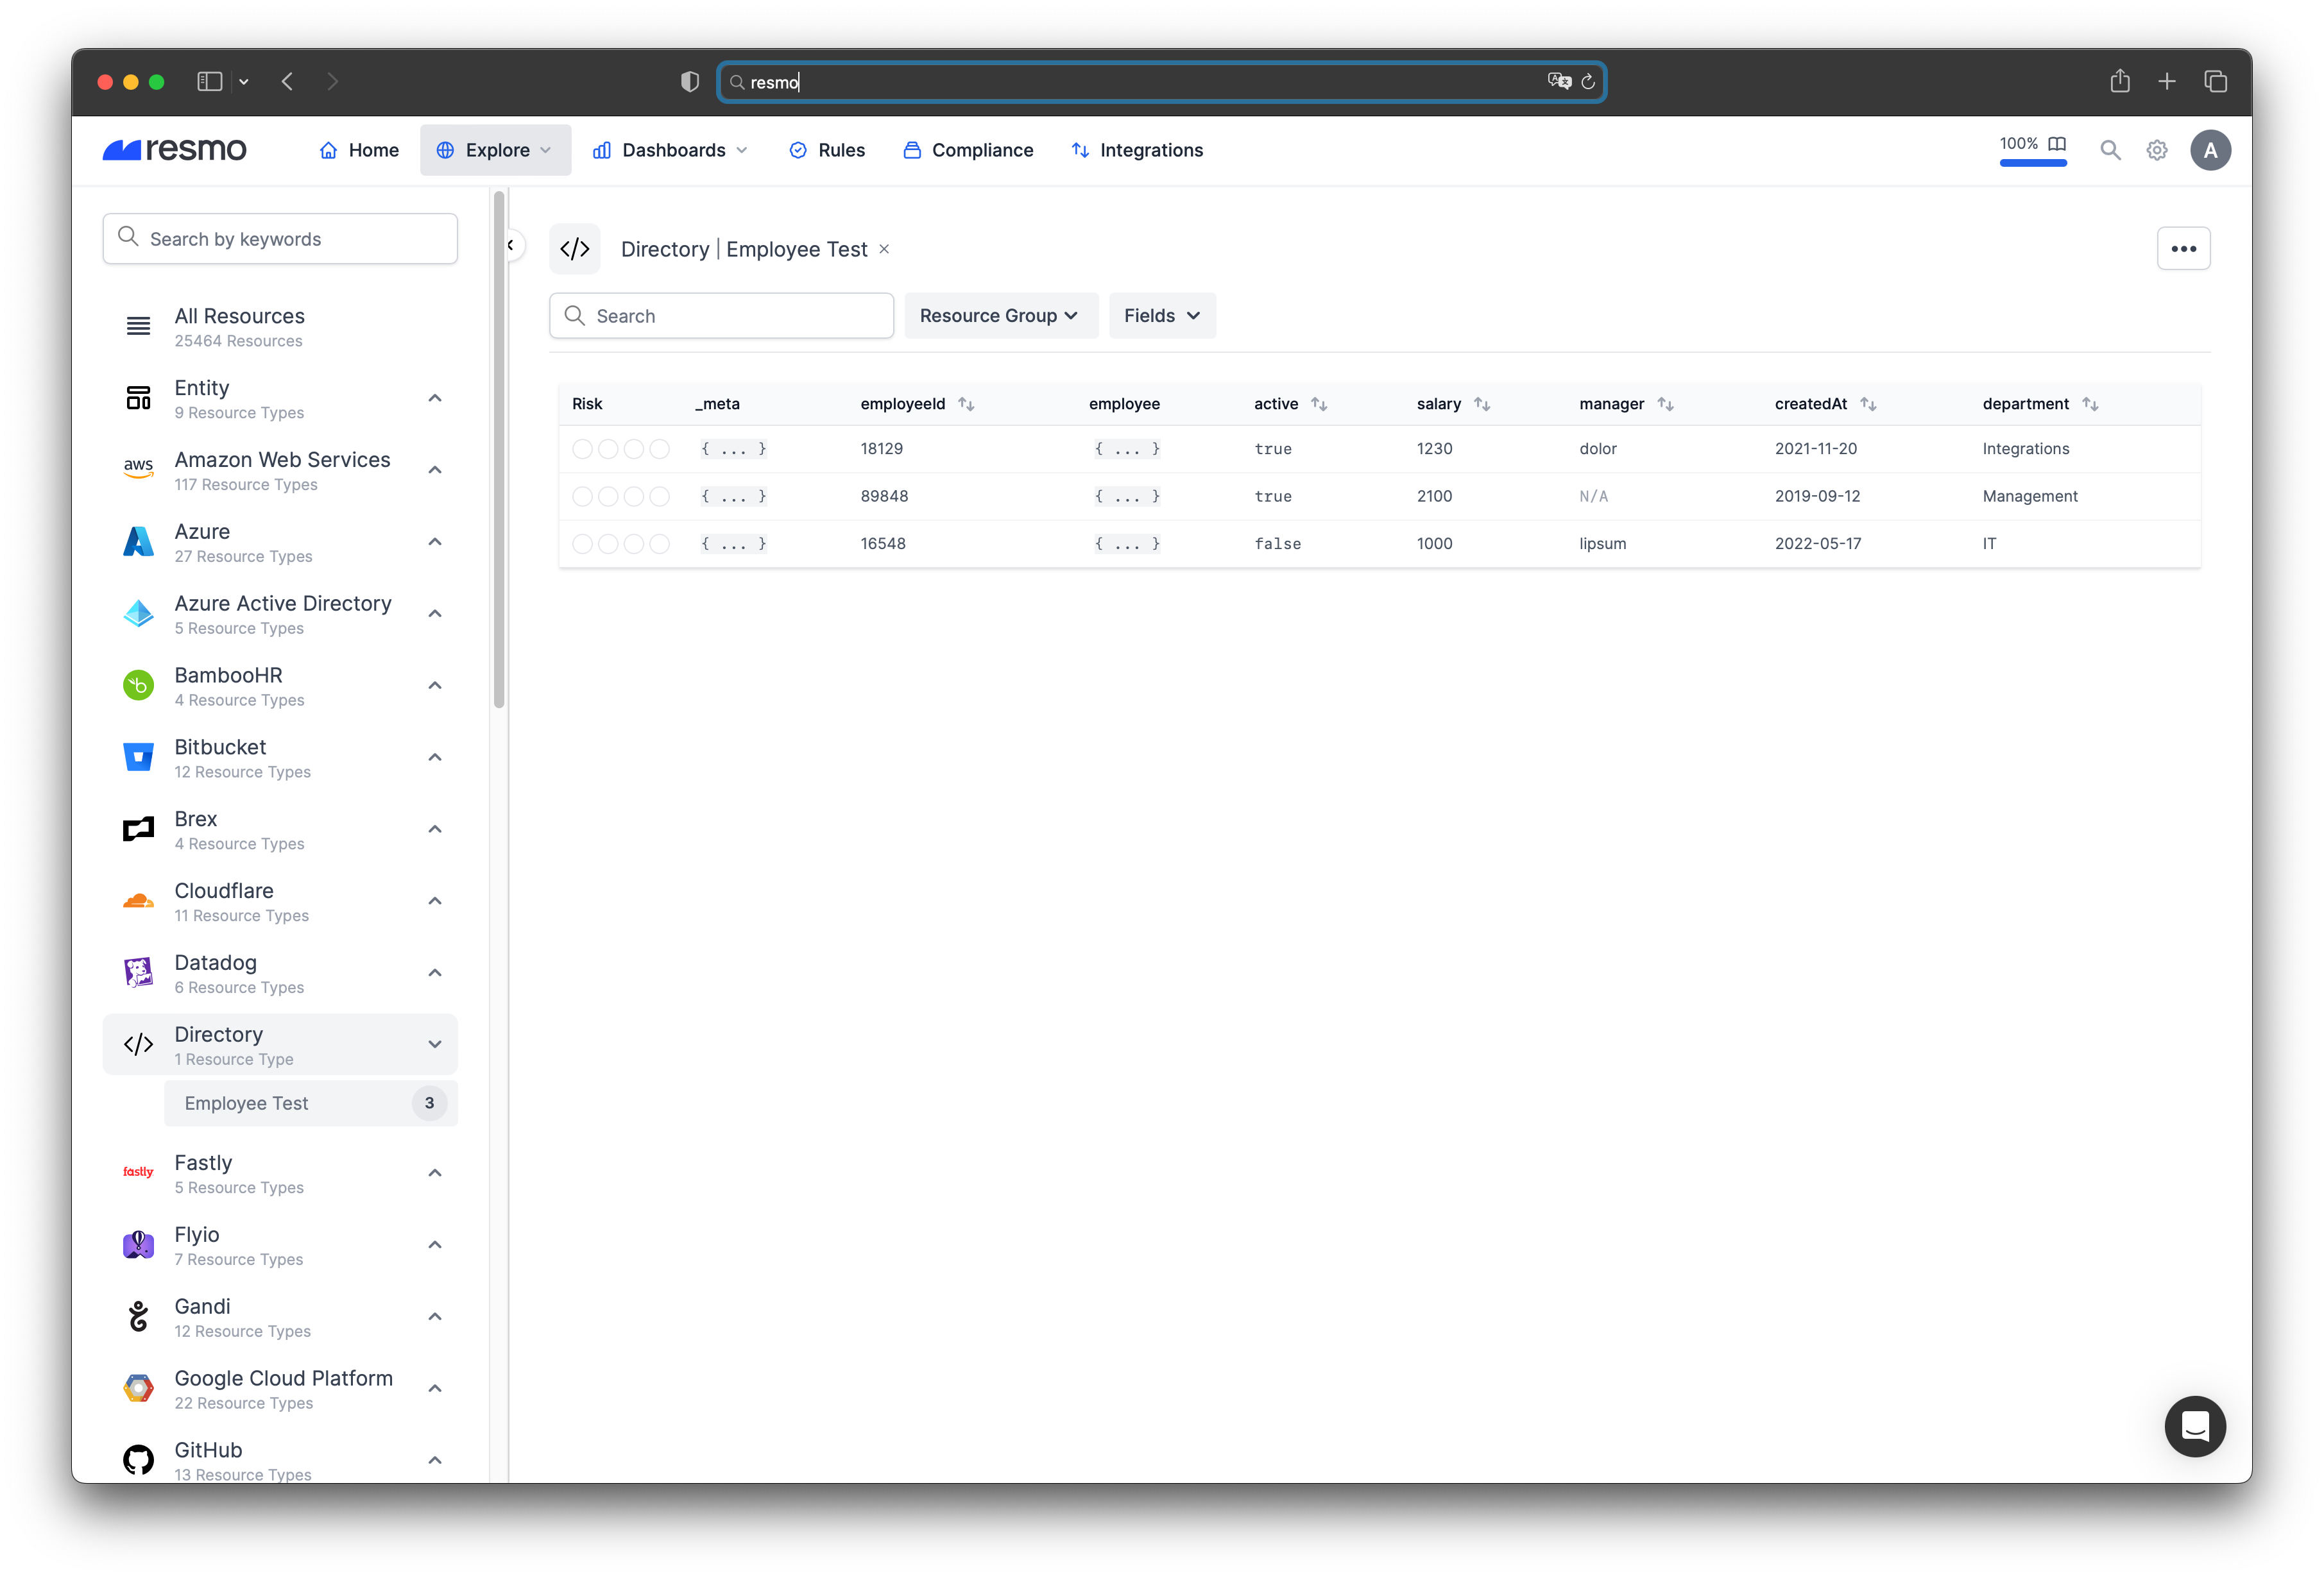 resmo
resmo
Home
Explore
Dashboards
Rules
Compliance
Integrations
100%
A
Search by keywords
All Resources
25464 Resources
Entity
9 Resource Types
aws
Amazon Web Services
117 Resource Types
Azure
27 Resource Types
Azure Active Directory
5 Resource Types
BambooHR
4 Resource Types
Bitbucket
12 Resource Types
Brex
4 Resource Types
Cloudflare
11 Resource Types
Datadog
6 Resource Types
</> Directory
1 Resource Type
Employee Test 3
fastly
Fastly
5 Resource Types
Flyio
7 Resource Types
Gandi
12 Resource Types
Google Cloud Platform
22 Resource Types
GitHub
13 Resource Types
</> Directory | Employee Test ×
Search
Resource Group
Fields
Risk _meta employeeId employee active salary manager createdAt department
{ ... } 18129 { ... } true 1230 dolor 2021-11-20 Integrations
{ ... } 89848 { ... } true 2100 N/A 2019-09-12 Management
{ ... } 16548 { ... } false 1000 lipsum 2022-05-17 IT